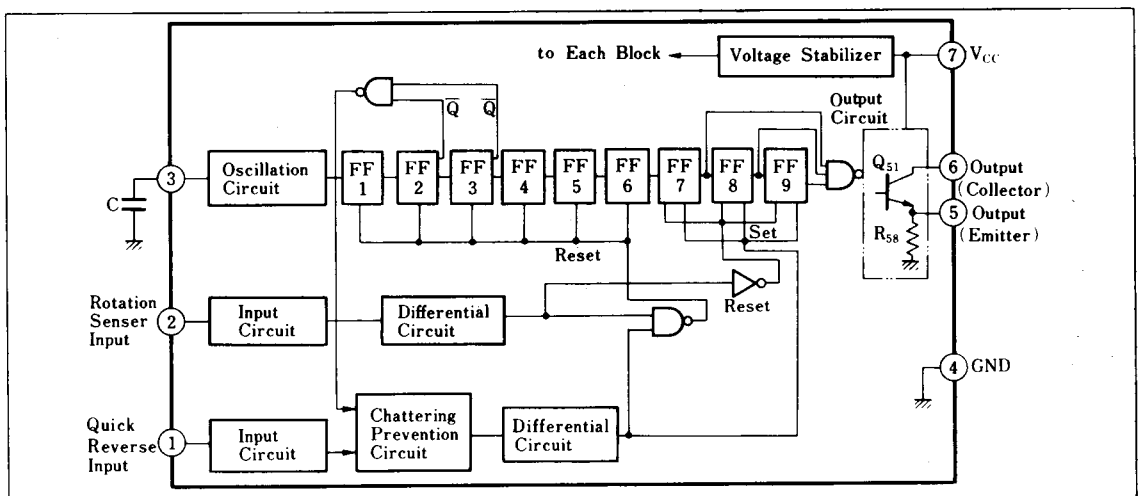 to Each Block
Voltage Stabilizer
7
VCC
Q̅ Q̅
Output
Circuit
3
Oscillation
Circuit
FF
1
FF
2
FF
3
FF
4
FF
5
FF
6
FF
7
FF
8
FF
9
Q51
6
Output
(Collector)
5
Output
(Emitter)
R58
C
Reset
Set
Rotation
Senser
Input
2
Input
Circuit
Differential
Circuit
Reset
4
GND
Quick
Reverse
Input
1
Input
Circuit
Chattering
Prevention
Circuit
Differential
Circuit